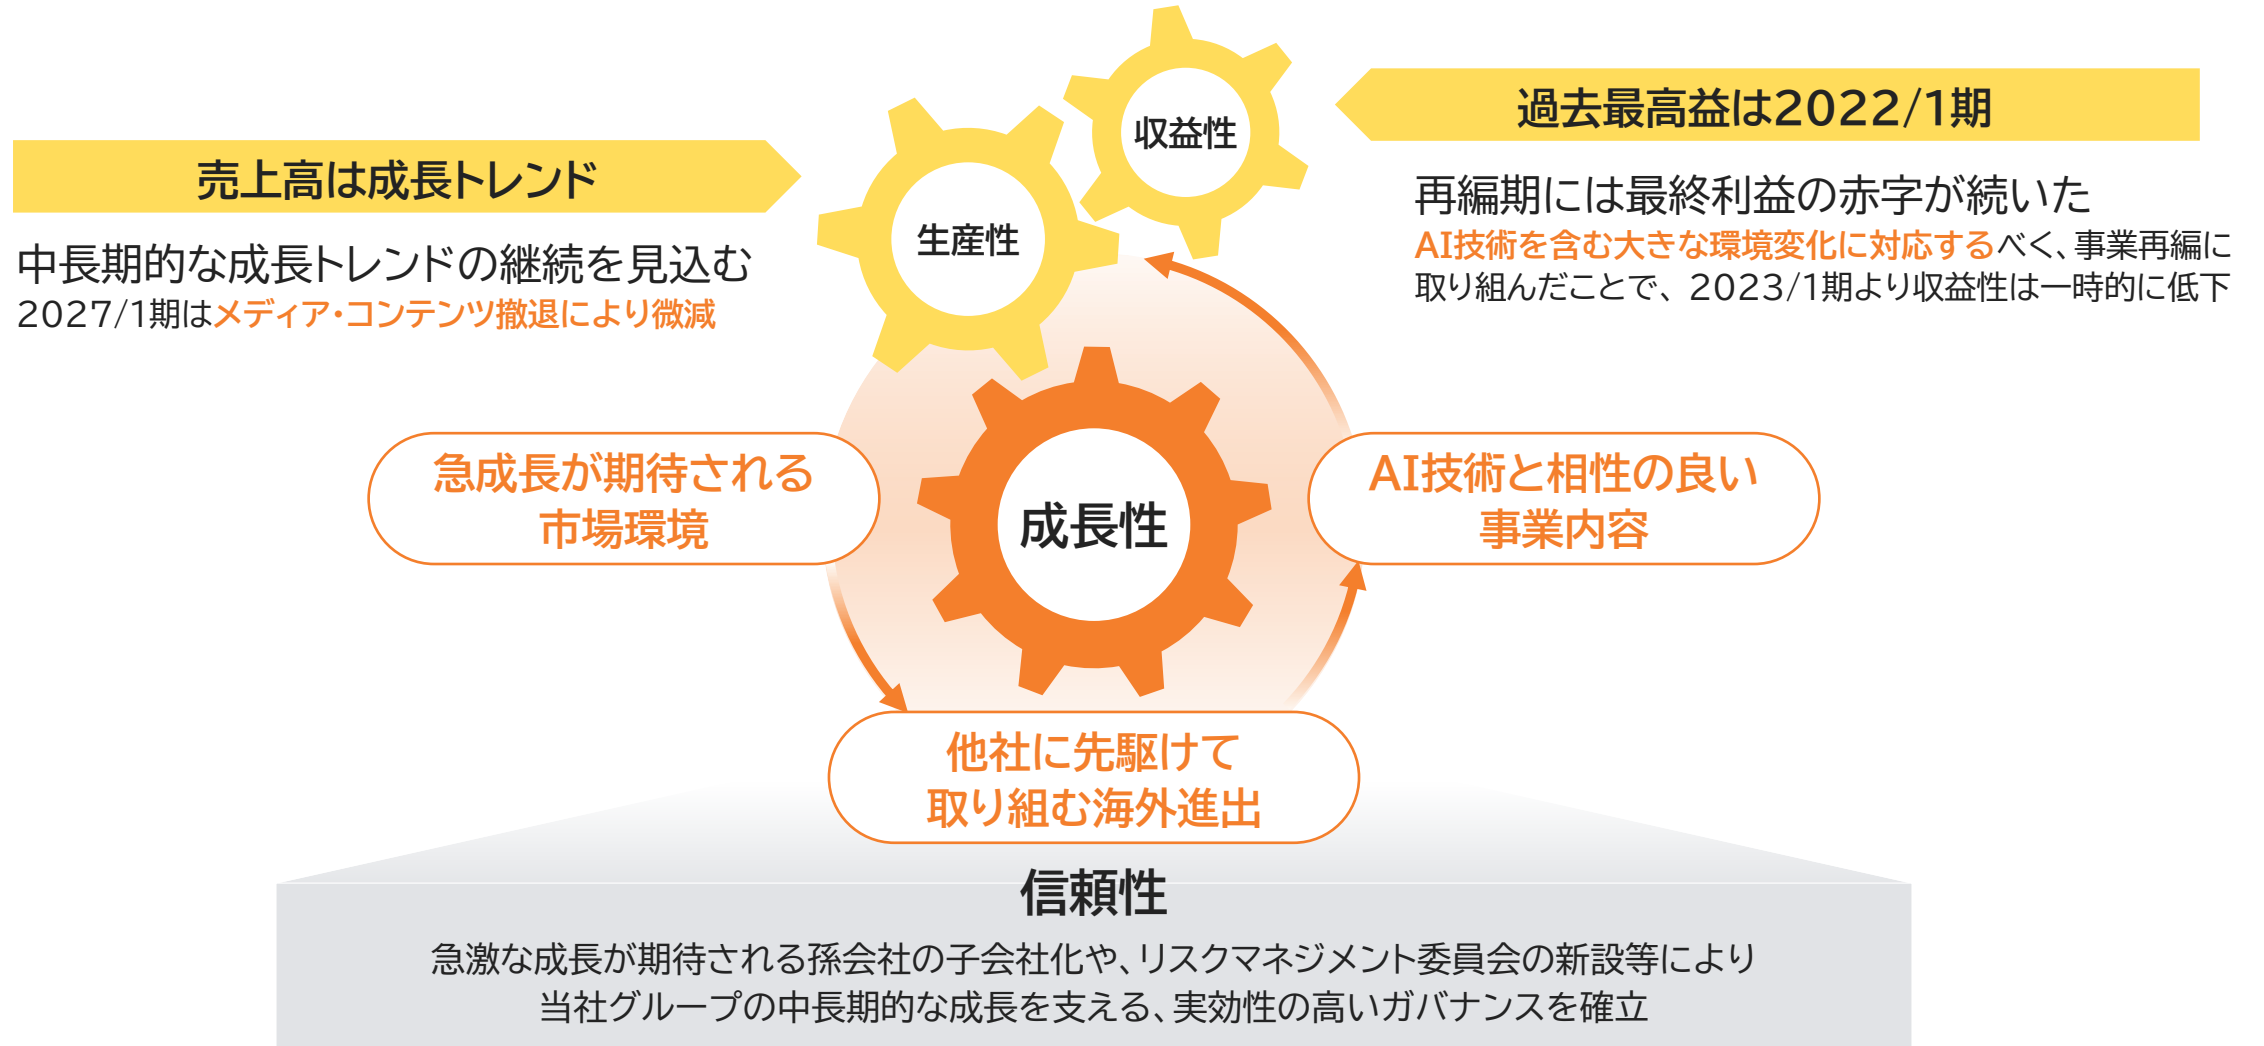 売上高は成長トレンド
中長期的な成長トレンドの継続を見込む
2027/1期はメディア・コンテンツ撤退により微減
生産性
収益性
過去最高益は2022/1期
再編期には最終利益の赤字が続いた
AI技術を含む大きな環境変化に対応するべく、事業再編に
取り組んだことで、2023/1期より収益性は一時的に低下
急成長が期待される
市場環境
成長性
AI技術と相性の良い
事業内容
他社に先駆けて
取り組む海外進出
信頼性
急激な成長が期待される孫会社の子会社化や、リスクマネジメント委員会の新設等により
当社グループの中長期的な成長を支える、実効性の高いガバナンスを確立